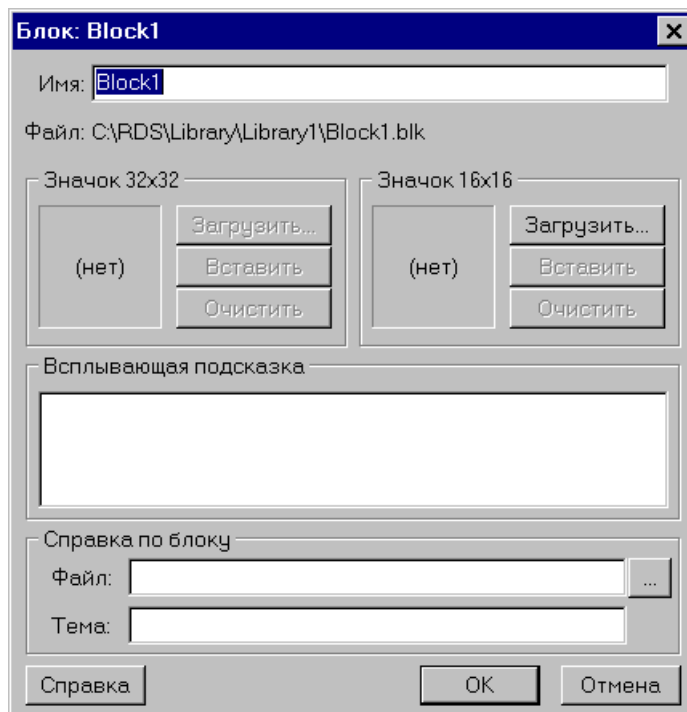 Блок: Block1
Имя: Block1
Файл: C:\RDS\Library\Library1\Block1.blk
Значок 32x32 Значок 16x16
(нет) Загрузить... (нет) Загрузить...
Вставить Вставить
Очистить Очистить
Всплывающая подсказка
Справка по блоку
Файл: ...
Тема:
Справка OK Отмена